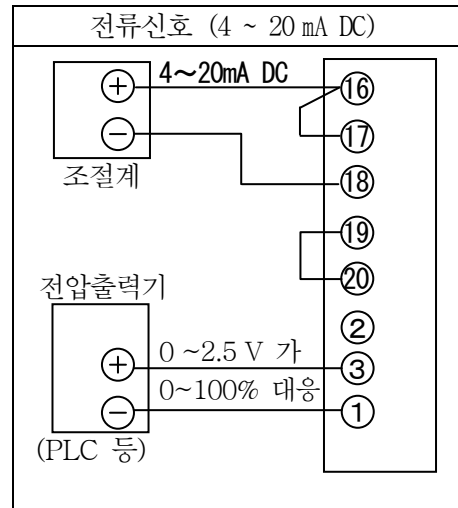 전류신호 (4 ~ 20 mA DC)
+ 4~20mA DC ⑯
- ⑰
조절계 ⑱
⑲
전압출력기 ⑳
②
+ 0 ~2.5 V 가 ③
- 0~100% 대응 ①
(PLC 등)